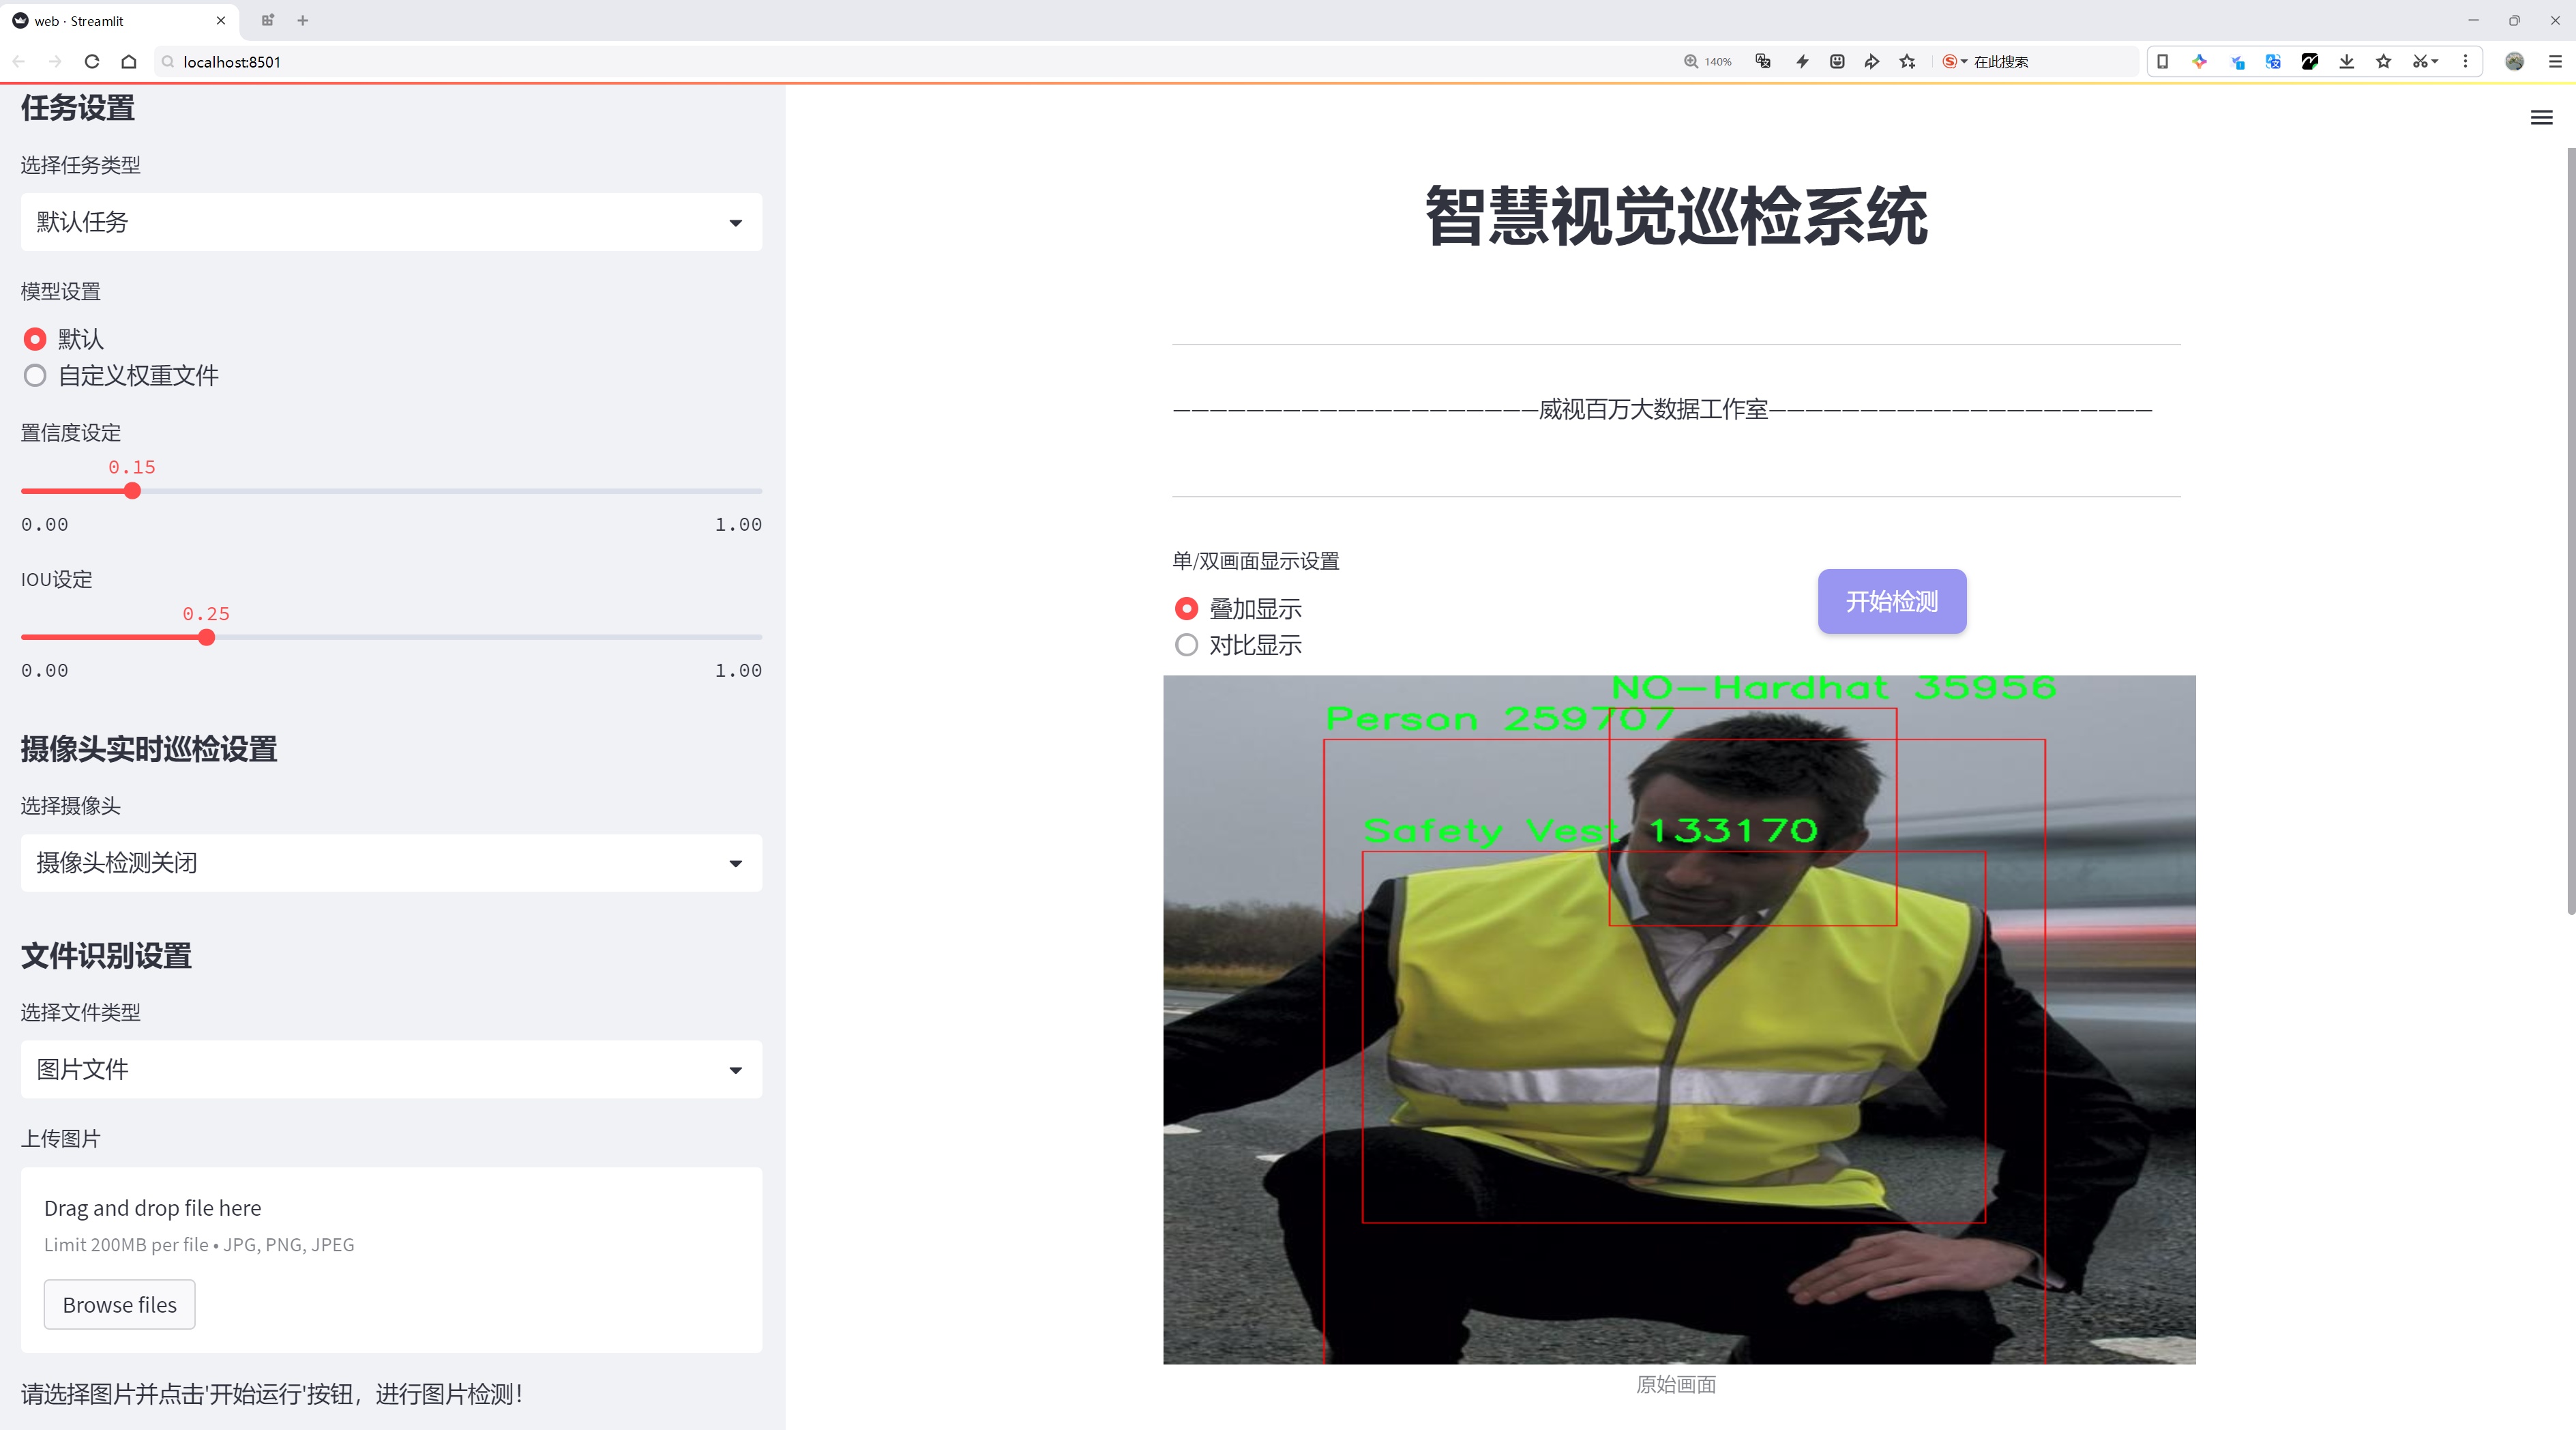 web · Streamlit
localhost:8501
140%
在此搜索
任务设置
选择任务类型
默认任务
模型设置
默认
自定义权重文件
置信度设定
0.15
0.00 1.00
IOU设定
0.25
0.00 1.00
摄像头实时巡检设置
选择摄像头
摄像头检测关闭
文件识别设置
选择文件类型
图片文件
上传图片
Drag and drop file here
Limit 200MB per file • JPG, PNG, JPEG
Browse files
请选择图片并点击'开始运行'按钮，进行图片检测！
智慧视觉巡检系统
————————————————————威视百万大数据工作室—————————————————————
单/双画面显示设置
叠加显示
对比显示
开始检测
NO-Hardhat 35956
Person 259707
Safety Vest 133170
原始画面